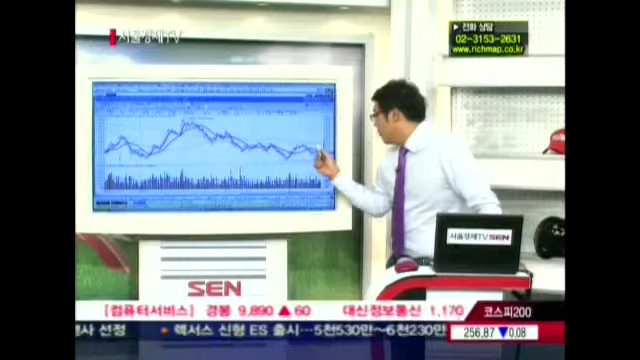 서울경제TV
▶ 전화 상담
02-3153-2631
www.richmap.co.kr
서울경제TV SEN
SEN
[컴퓨터서비스] 경봉 9,890 ▲ 60 대신정보통신 1,170
코스피200
사 선정 • 렉서스 신형 ES 출시…5천530만~6천230만
256.87 ▼0.08